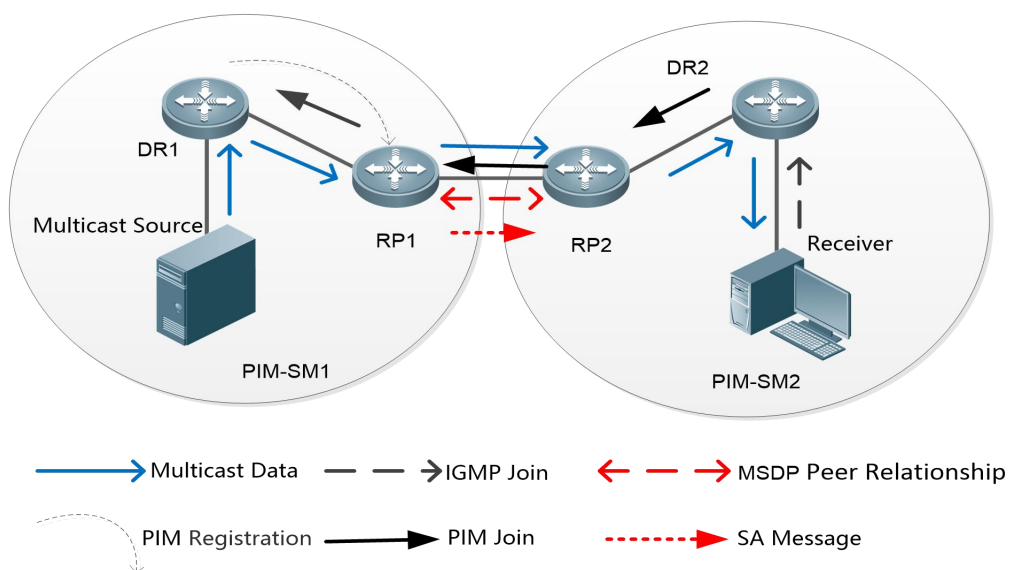 DR2
DR1
Multicast Source
RP1
RP2
Receiver
PIM-SM1
PIM-SM2
Multicast Data
IGMP Join
MSDP Peer Relationship
PIM Registration
PIM Join
SA Message